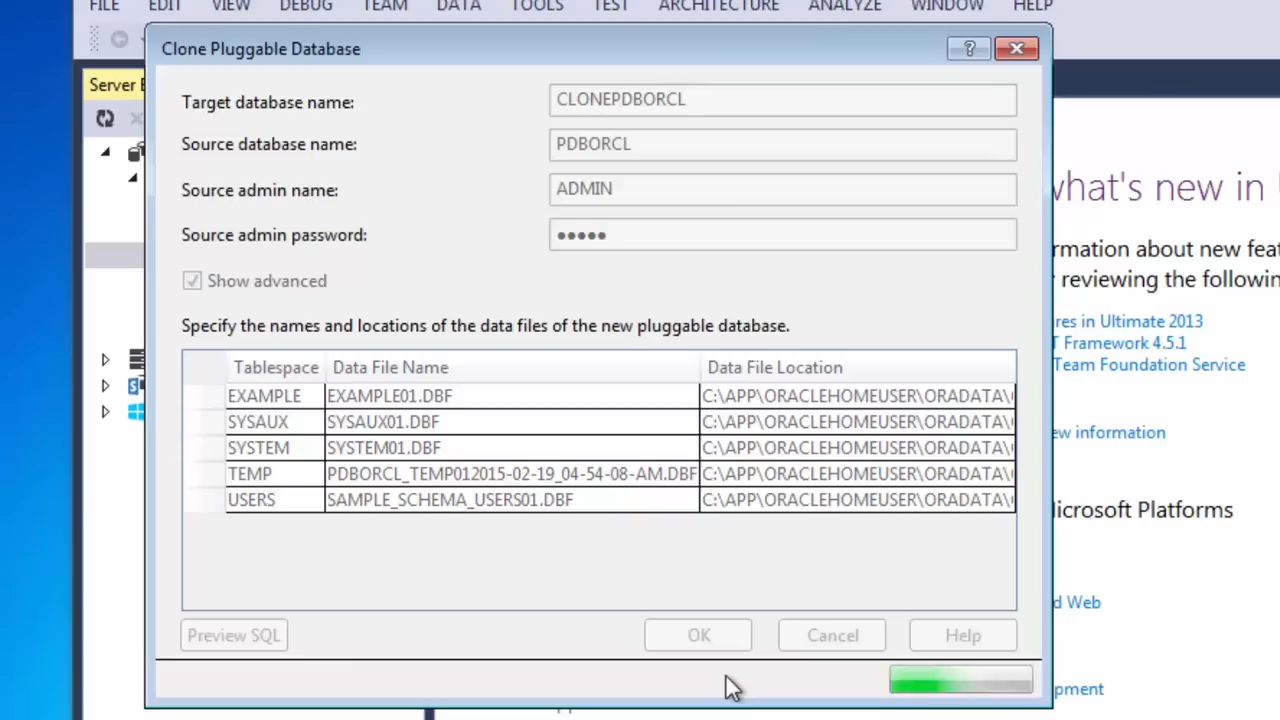 FILE EDIT VIEW DEBUG TEAM DATA TOOLS TEST ARCHITECTURE ANALYZE WINDOW HELP
Clone Pluggable Database
Server E
Target database name: CLONEPDBORCL
Source database name: PDBORCL
Source admin name: ADMIN
Source admin password: •••••
Show advanced
Specify the names and locations of the data files of the new pluggable database.
Tablespace Data File Name Data File Location
EXAMPLE EXAMPLE01.DBF C:\APP\ORACLEHOMEUSER\ORADATA\
SYSAUX SYSAUX01.DBF C:\APP\ORACLEHOMEUSER\ORADATA\
SYSTEM SYSTEM01.DBF C:\APP\ORACLEHOMEUSER\ORADATA\
TEMP PDBORCL_TEMP012015-02-19_04-54-08-AM.DBF C:\APP\ORACLEHOMEUSER\ORADATA\
USERS SAMPLE_SCHEMA_USERS01.DBF C:\APP\ORACLEHOMEUSER\ORADATA\
Preview SQL OK Cancel Help
what's new in
rmation about new feat
reviewing the followin
res in Ultimate 2013
T Framework 4.5.1
Team Foundation Service
ew information
Microsoft Platforms
d Web
pment